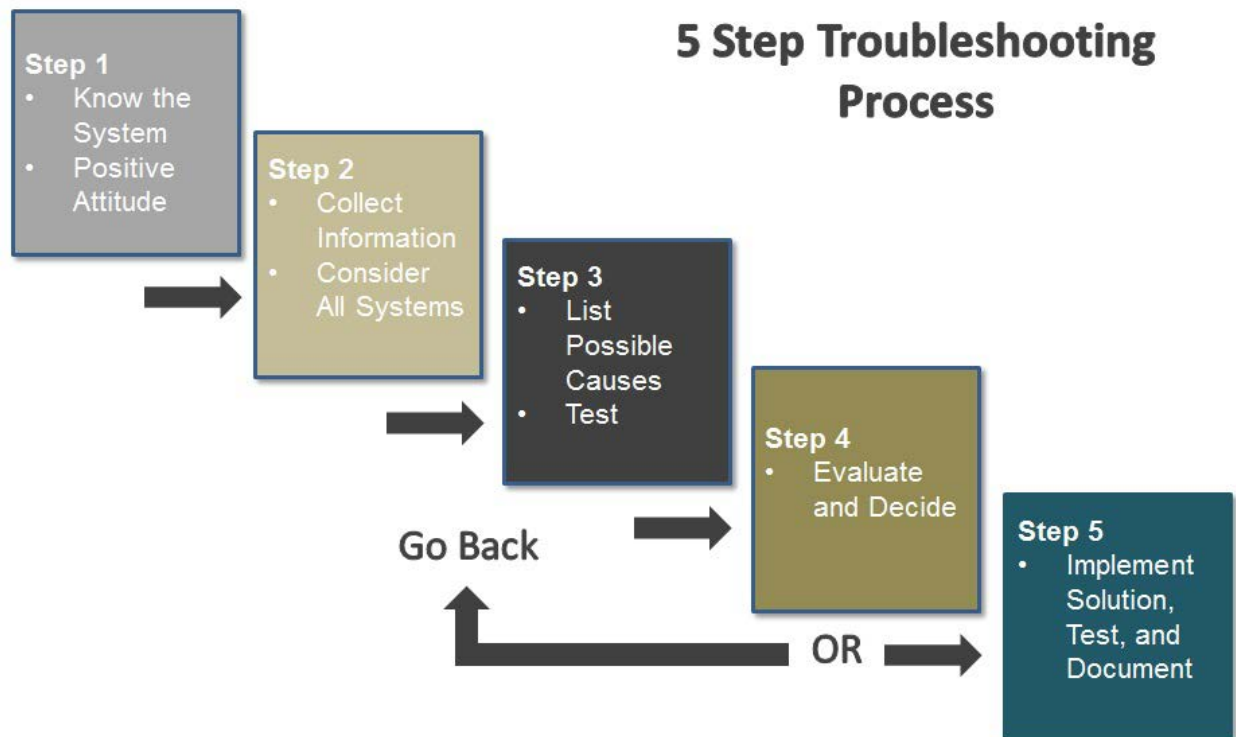 5 Step Troubleshooting
Process
Step 1
• Know the
System
• Positive
Attitude
Step 2
• Collect
Information
• Consider
All Systems
Step 3
• List
Possible
Causes
• Test
Step 4
• Evaluate
and Decide
Go Back
OR
Step 5
• Implement
Solution,
Test, and
Document